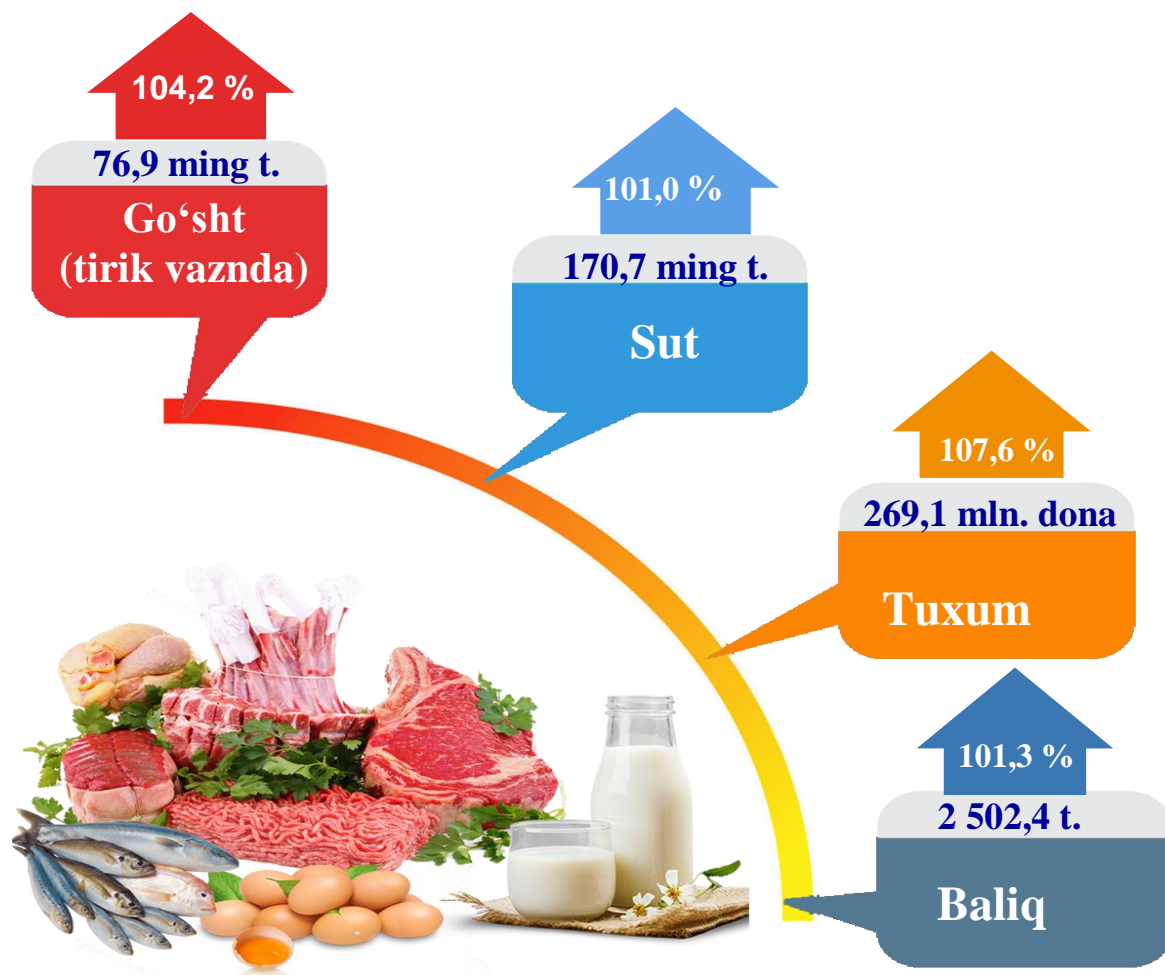 104,2 %
76,9 ming t.
Go‘sht
(tirik vaznda)
101,0 %
170,7 ming t.
Sut
107,6 %
269,1 mln. dona
Tuxum
101,3 %
2 502,4 t.
Baliq